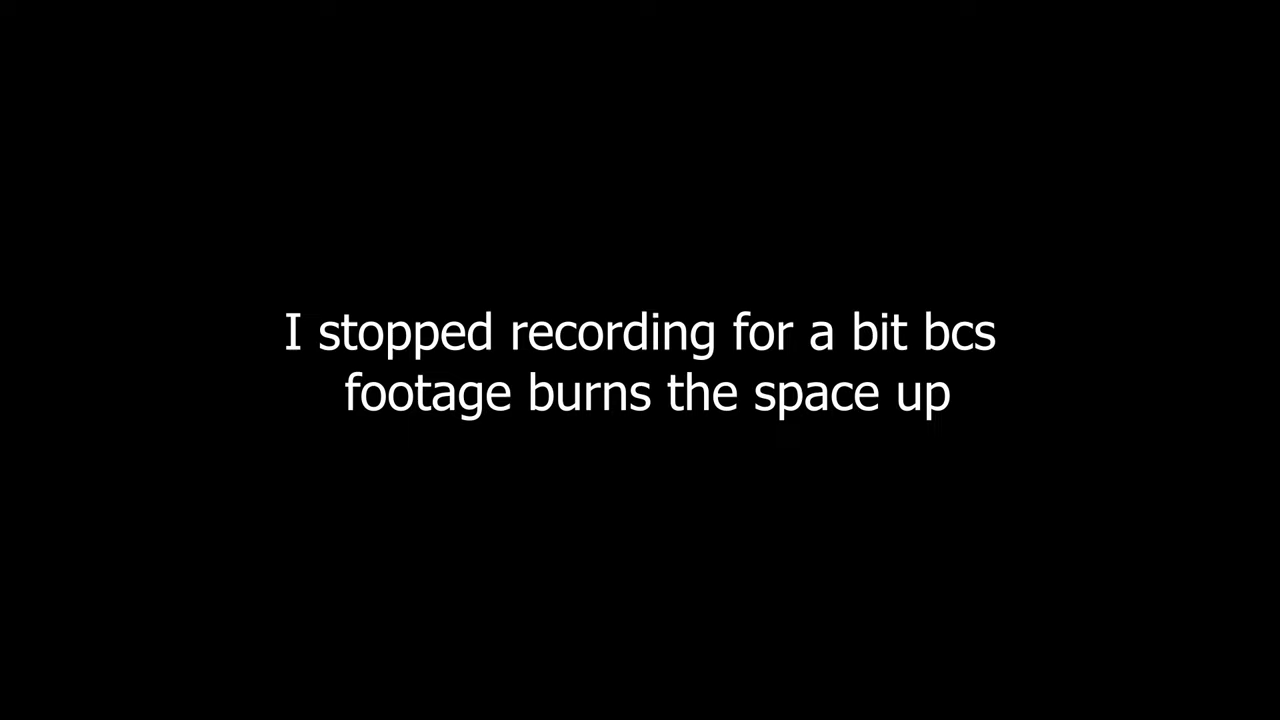 I stopped recording for a bit bcs
footage burns the space up